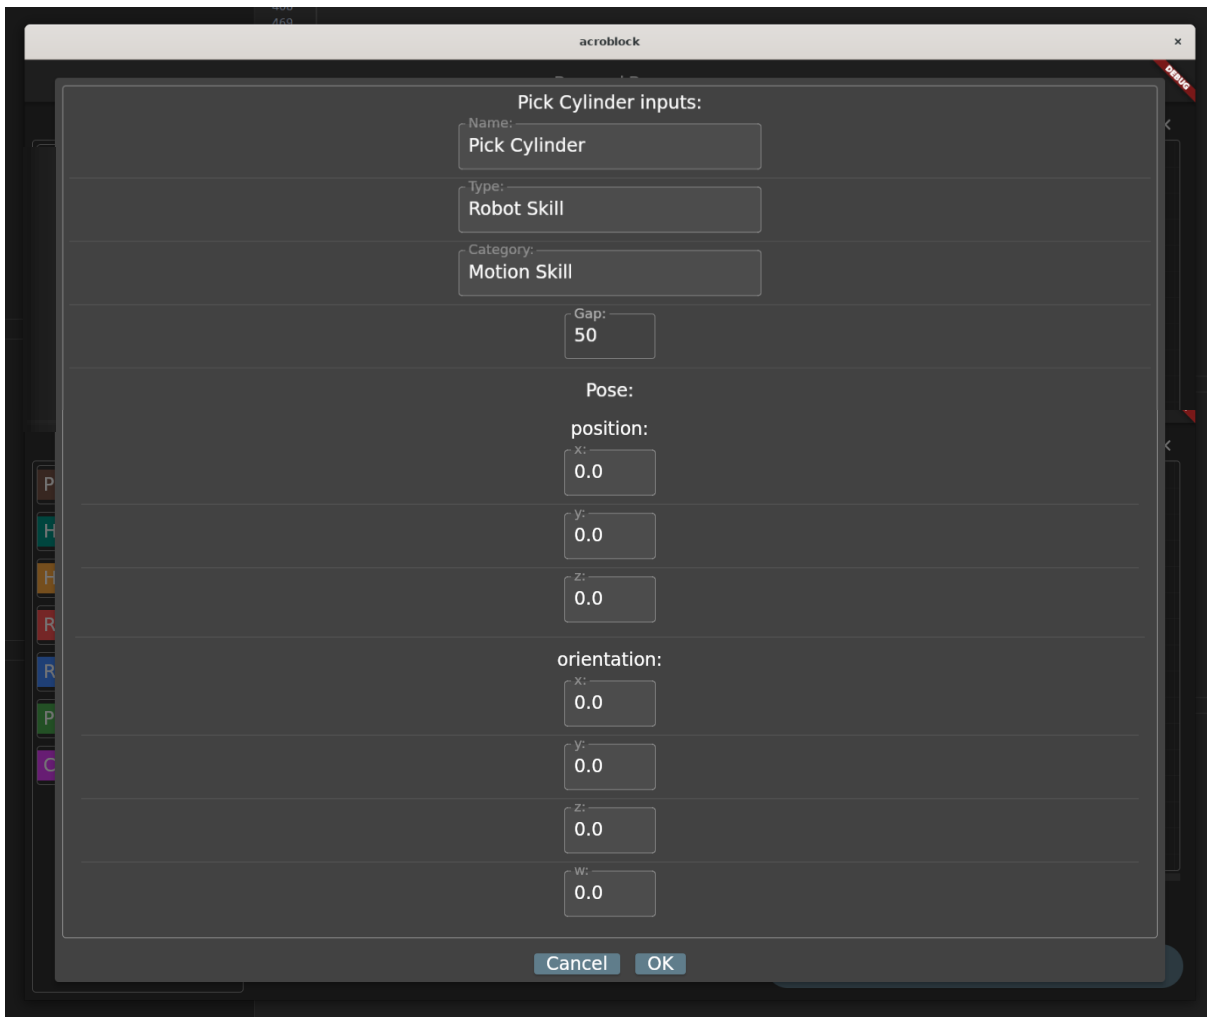 469
acroblock
×
DEBUG
Pick Cylinder inputs:
Name:
Pick Cylinder
Type:
Robot Skill
Category:
Motion Skill
Gap:
50
Pose:
position:
x:
0.0
y:
0.0
z:
0.0
orientation:
x:
0.0
y:
0.0
z:
0.0
w:
0.0
P
H
H
R
R
P
C
Cancel OK